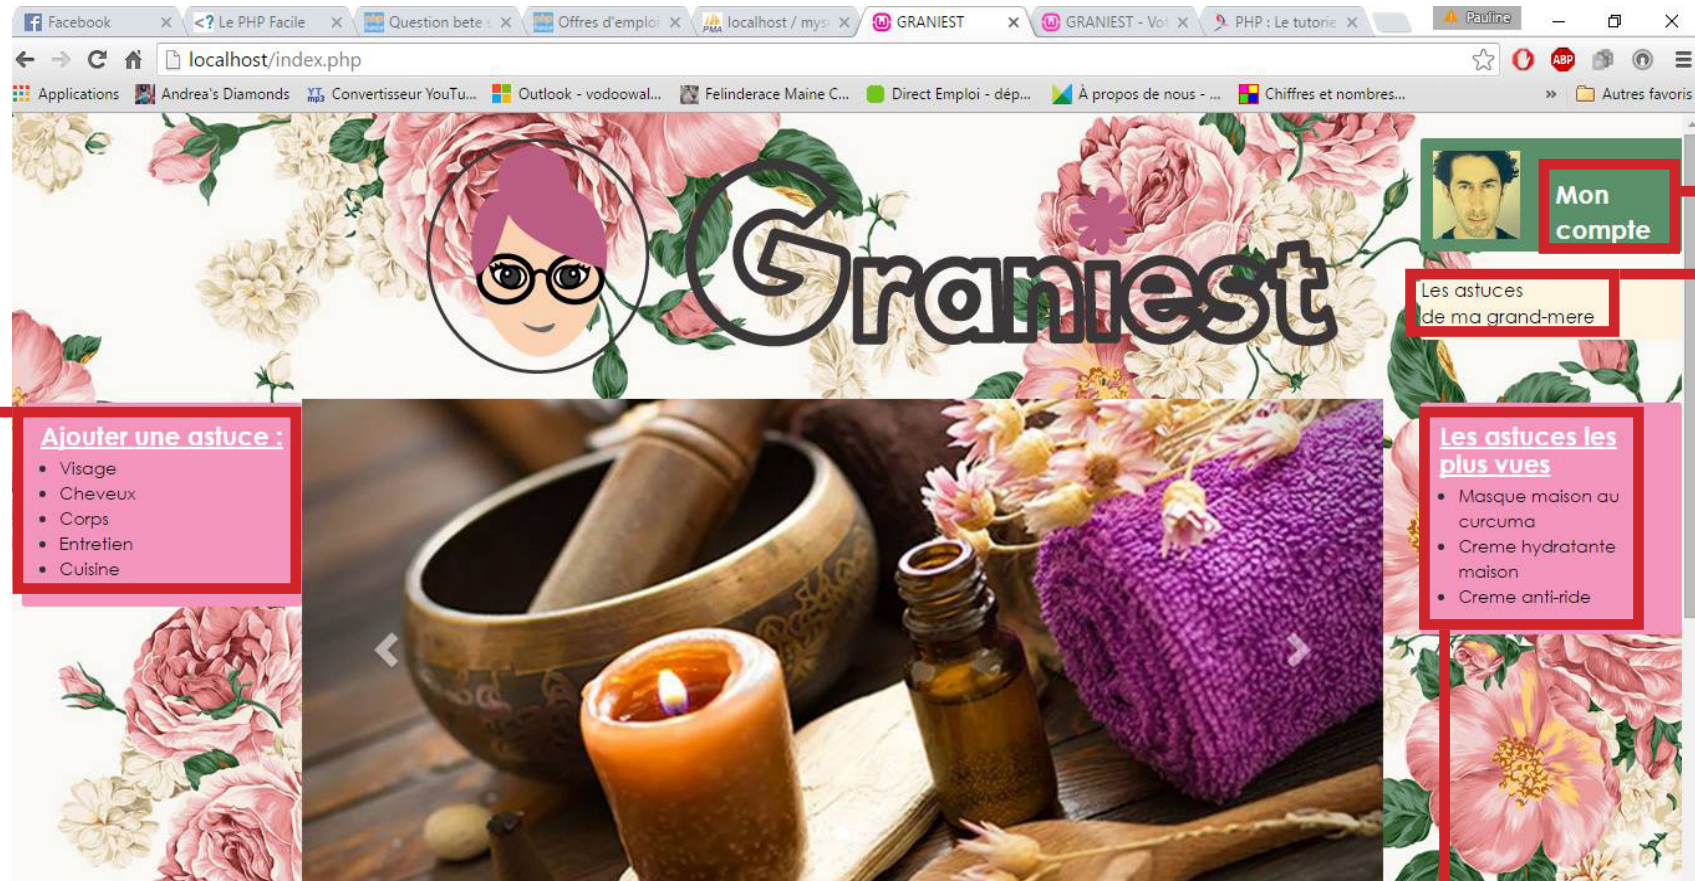 Facebook
Le PHP Facile
Question bete
Offres d'emploi
localhost / mys
GRANIEST
GRANIEST - Vot
PHP : Le tutorie
Pauline
localhost/index.php
Applications
Andrea's Diamonds
Convertisseur YouTu...
Outlook - vodoowal...
Felinderace Maine C...
Direct Emploi - dép...
À propos de nous - ...
Chiffres et nombres...
»
Autres favoris
Graniest
Mon
compte
Les astuces
de ma grand-mere
Ajouter une astuce :
• Visage
• Cheveux
• Corps
• Entretien
• Cuisine
Les astuces les
plus vues
• Masque maison au
curcuma
• Creme hydratante
maison
• Creme anti-ride